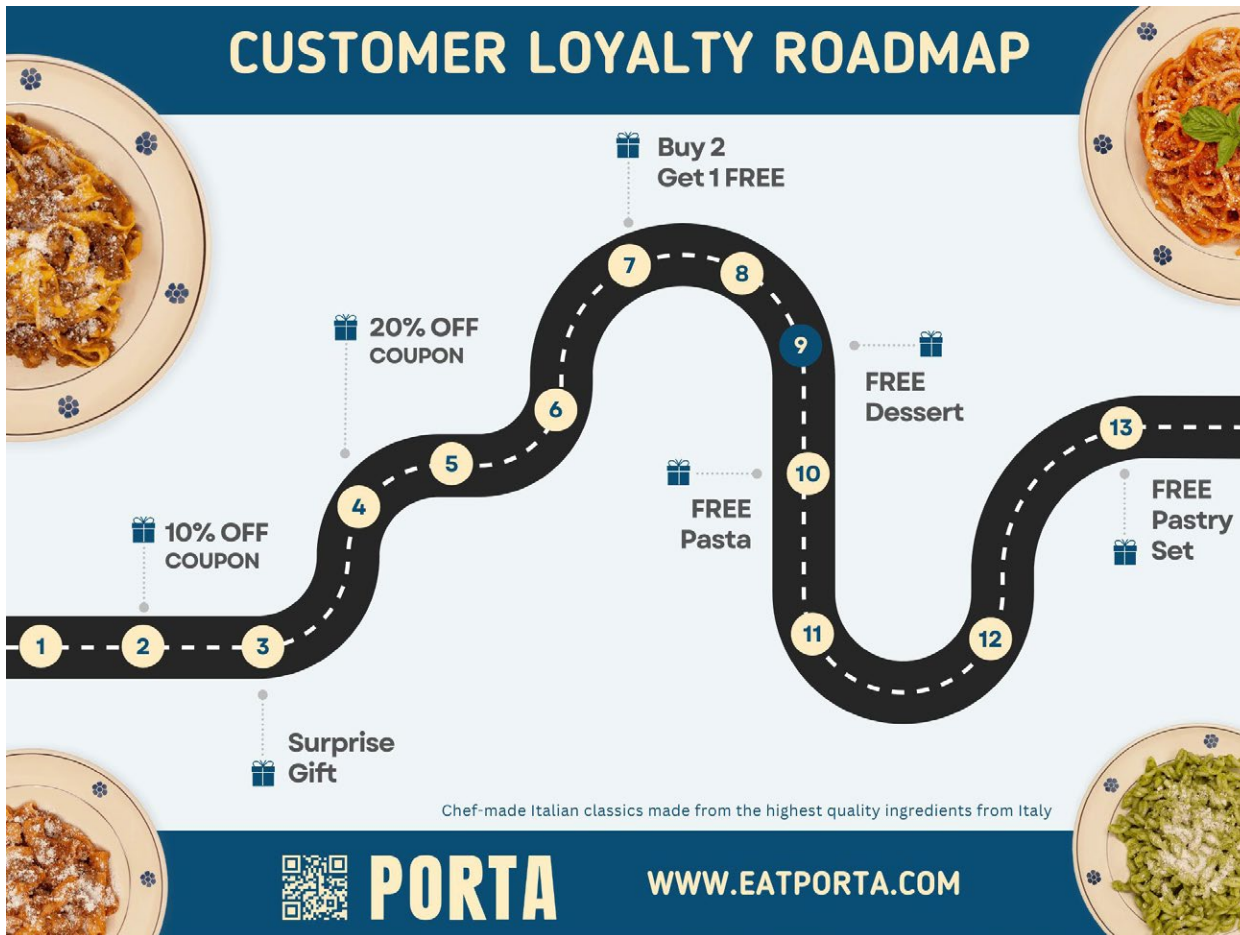 CUSTOMER LOYALTY ROADMAP
Buy 2
Get 1 FREE
7
8
20% OFF
COUPON
9
FREE
Dessert
6
5
4
13
10
FREE
Pasta
FREE
Pastry
Set
10% OFF
COUPON
1
2
3
11
12
Surprise
Gift
Chef-made Italian classics made from the highest quality ingredients from Italy
PORTA
WWW.EATPORTA.COM